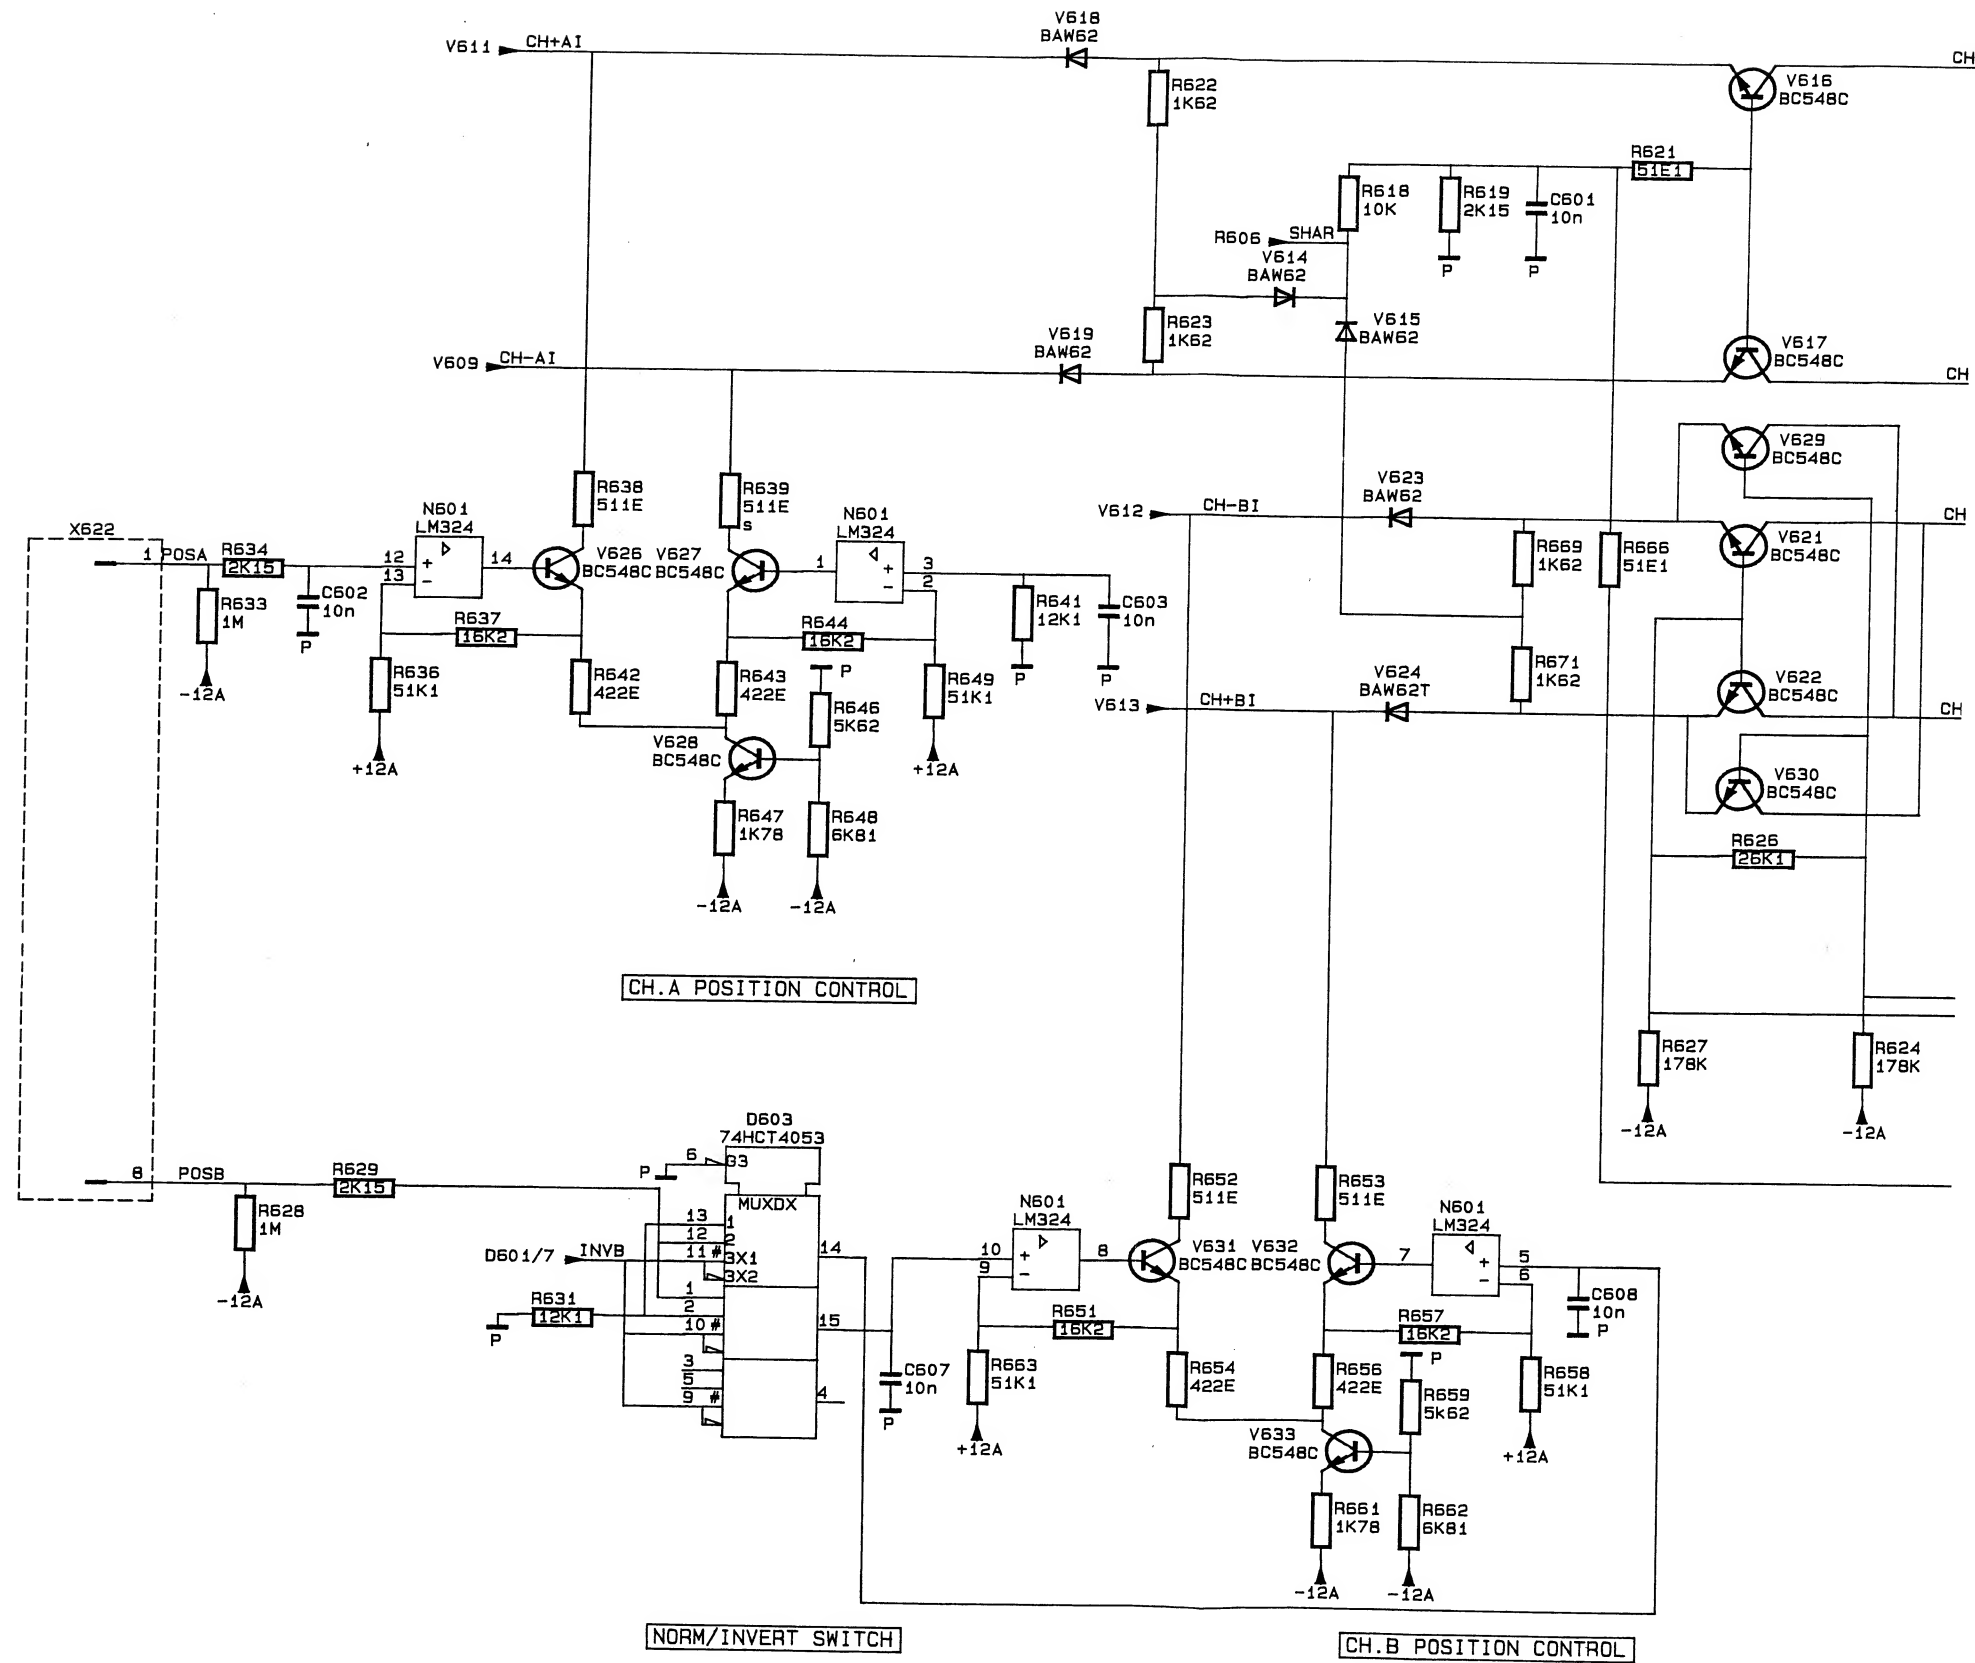 V618
BAW62
V611
CH+AI
CH
R622
1K62
V616
BC548C
R621
51E1
R618
10K
R619
2K15
C601
10n
R606
SHAR
P
P
V614
BAW62
R623
1K62
V615
BAW62
V619
BAW62
V609
CH-AI
V617
BC548C
CH
V629
BC548C
R638
511E
R639
511E
s
V623
BAW62
V612
CH-BI
CH
X622
N601
LM324
N601
LM324
1
POSA
R634
2K15
12
+
13
-
14
V626
BC548C
V627
BC548C
1
3
+
2
-
R669
1K62
R666
51E1
V621
BC548C
R633
1M
C602
10n
P
R637
16K2
R644
16K2
R641
12K1
C603
10n
P
P
-12A
R636
51K1
R642
422E
R643
422E
P
R646
5K62
R649
51K1
R671
1K62
V624
BAW62T
V622
BC548C
V613
CH+BI
CH
V628
BC548C
+12A
+12A
V630
BC548C
R647
1K78
R648
6K81
R626
26K1
-12A
-12A
CH.A POSITION CONTROL
R627
178K
R624
178K
-12A
-12A
D603
74HCT4053
P
6
G3
8
POSB
R629
2K15
R628
1M
-12A
MUXDX
13
1
12
2
11
#
3X1
3X2
14
D601/7
INVB
1
2
10
#
15
R631
12K1
P
3
5
9
#
4
C607
10n
P
R652
511E
R653
511E
N601
LM324
10
+
9
-
8
V631
BC548C
V632
BC548C
7
N601
LM324
5
+
6
-
C608
10n
P
R651
16K2
R657
16K2
R663
51K1
R654
422E
R656
422E
P
R659
5K62
R658
51K1
+12A
+12A
V633
BC548C
R661
1K78
R662
6K81
-12A
-12A
NORM/INVERT SWITCH
CH.B POSITION CONTROL